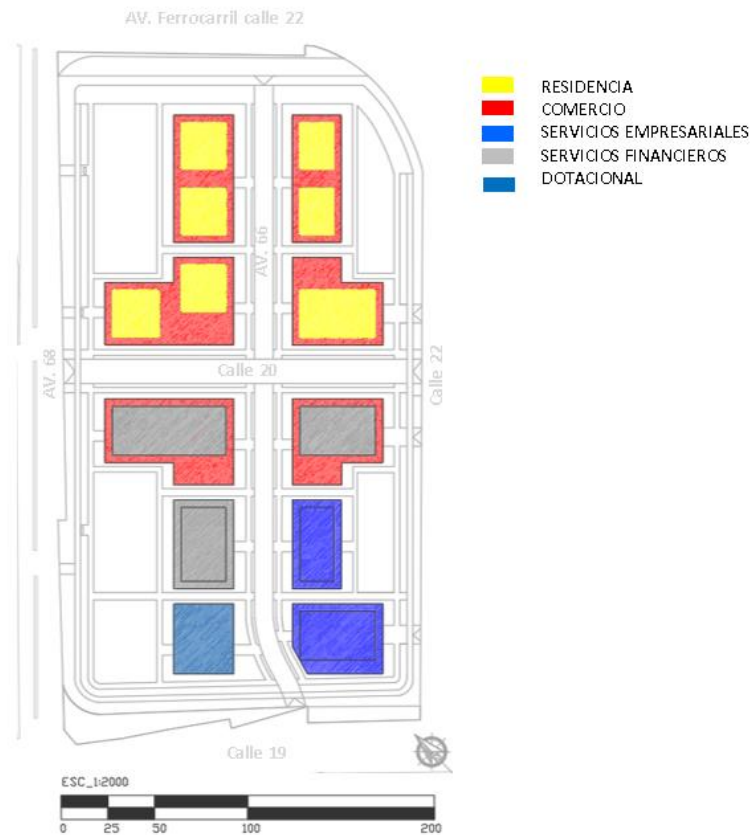 AV. Ferrocarril calle 22
RESIDENCIA
COMERCIO
SERVICIOS EMPRESARIALES
SERVICIOS FINANCIEROS
DOTACIONAL
AV. 66
AV. 68
Calle 20
Calle 22
Calle 19
ESC_1:2000
0 25 50 100 200